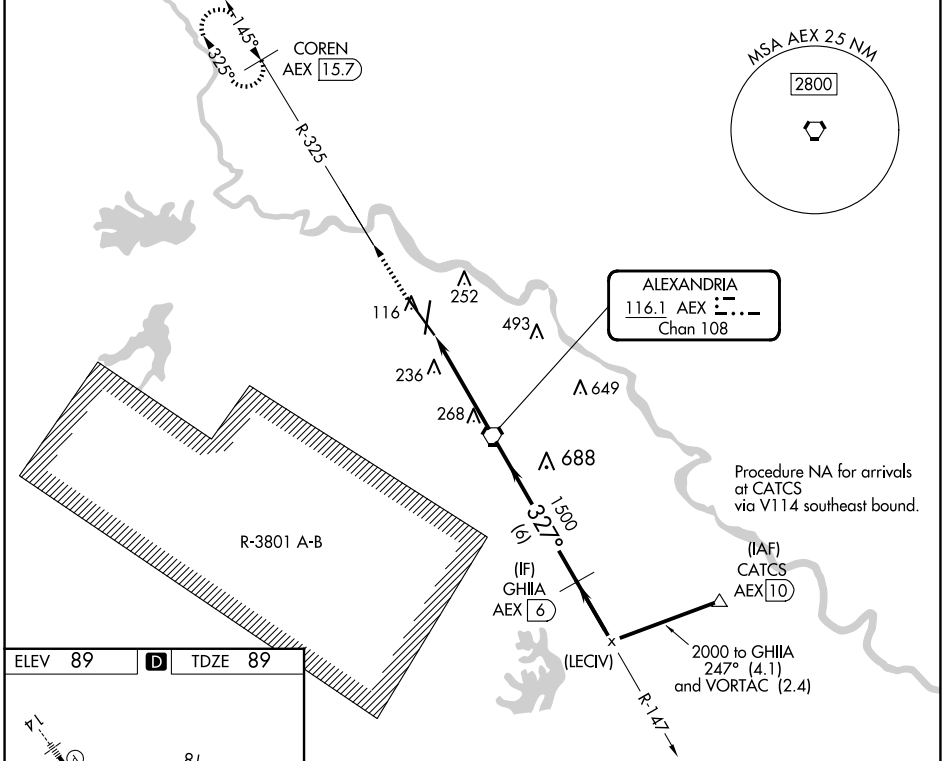 145°
325°
COREN
AEX 15.7
R-325
MSA AEX 25 NM
2800
116
252
493
236
268
649
688
ALEXANDRIA
116.1 AEX
Chan 108
Procedure NA for arrivals
at CATCS
via V114 southeast bound.
R-3801 A-B
1500
327°
(6)
(IF)
GHIIA
AEX 6
(IAF)
CATCS
AEX 10
(LECIV)
2000 to GHIIA
247° (4.1)
and VORTAC (2.4)
R-147
ELEV 89 D TDZE 89
14
A